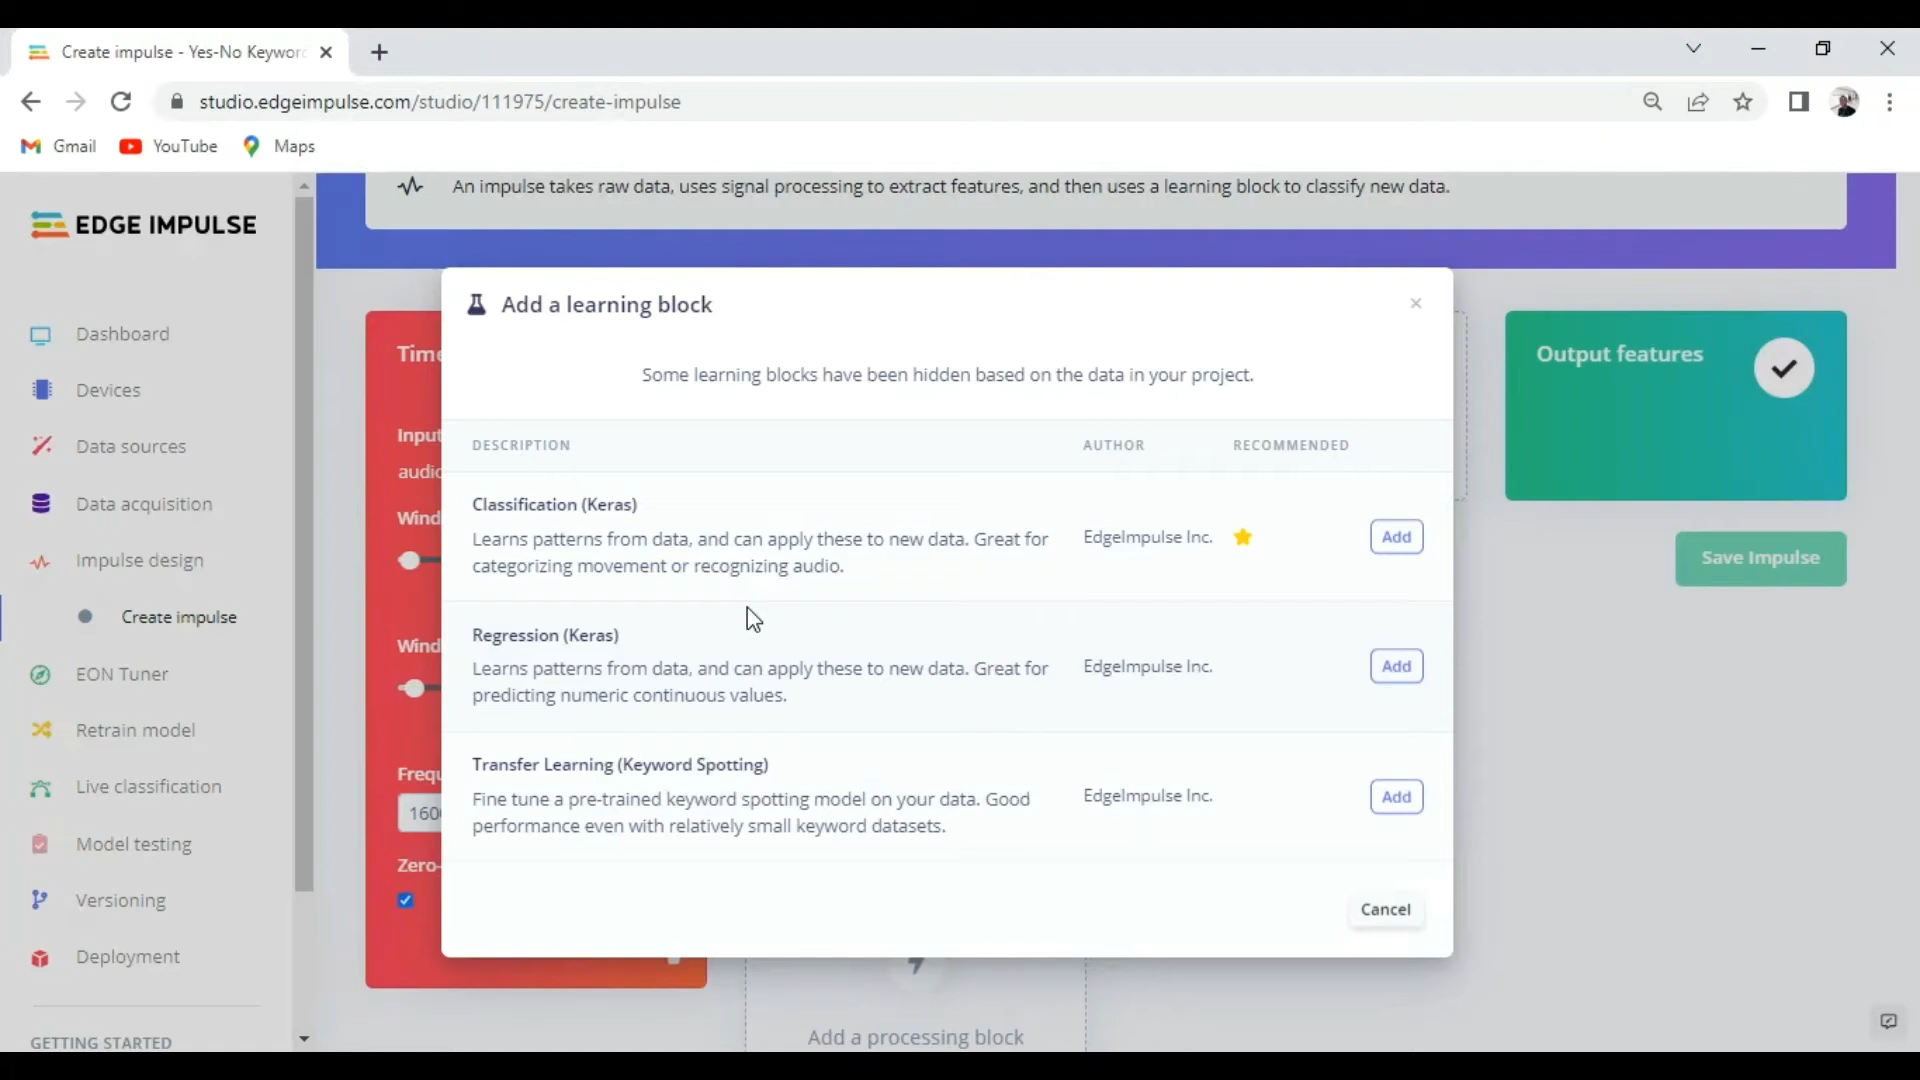 Create impulse - Yes-No Keywor
studio.edgeimpulse.com/studio/111975/create-impulse
Gmail YouTube Maps
EDGE IMPULSE
Dashboard
Devices
Data sources
Data acquisition
Impulse design
Create impulse
EON Tuner
Retrain model
Live classification
Model testing
Versioning
Deployment
GETTING STARTED
An impulse takes raw data, uses signal processing to extract features, and then uses a learning block to classify new data.
Time
Input
audio
Wind
Wind
Frequ
1600
Zero-
Add a learning block
×
Some learning blocks have been hidden based on the data in your project.
DESCRIPTION AUTHOR RECOMMENDED
Classification (Keras)
Learns patterns from data, and can apply these to new data. Great for
categorizing movement or recognizing audio.
EdgeImpulse Inc.
Add
Regression (Keras)
Learns patterns from data, and can apply these to new data. Great for
predicting numeric continuous values.
EdgeImpulse Inc.
Add
Transfer Learning (Keyword Spotting)
Fine tune a pre-trained keyword spotting model on your data. Good
performance even with relatively small keyword datasets.
EdgeImpulse Inc.
Add
Cancel
Add a processing block
Output features
Save Impulse